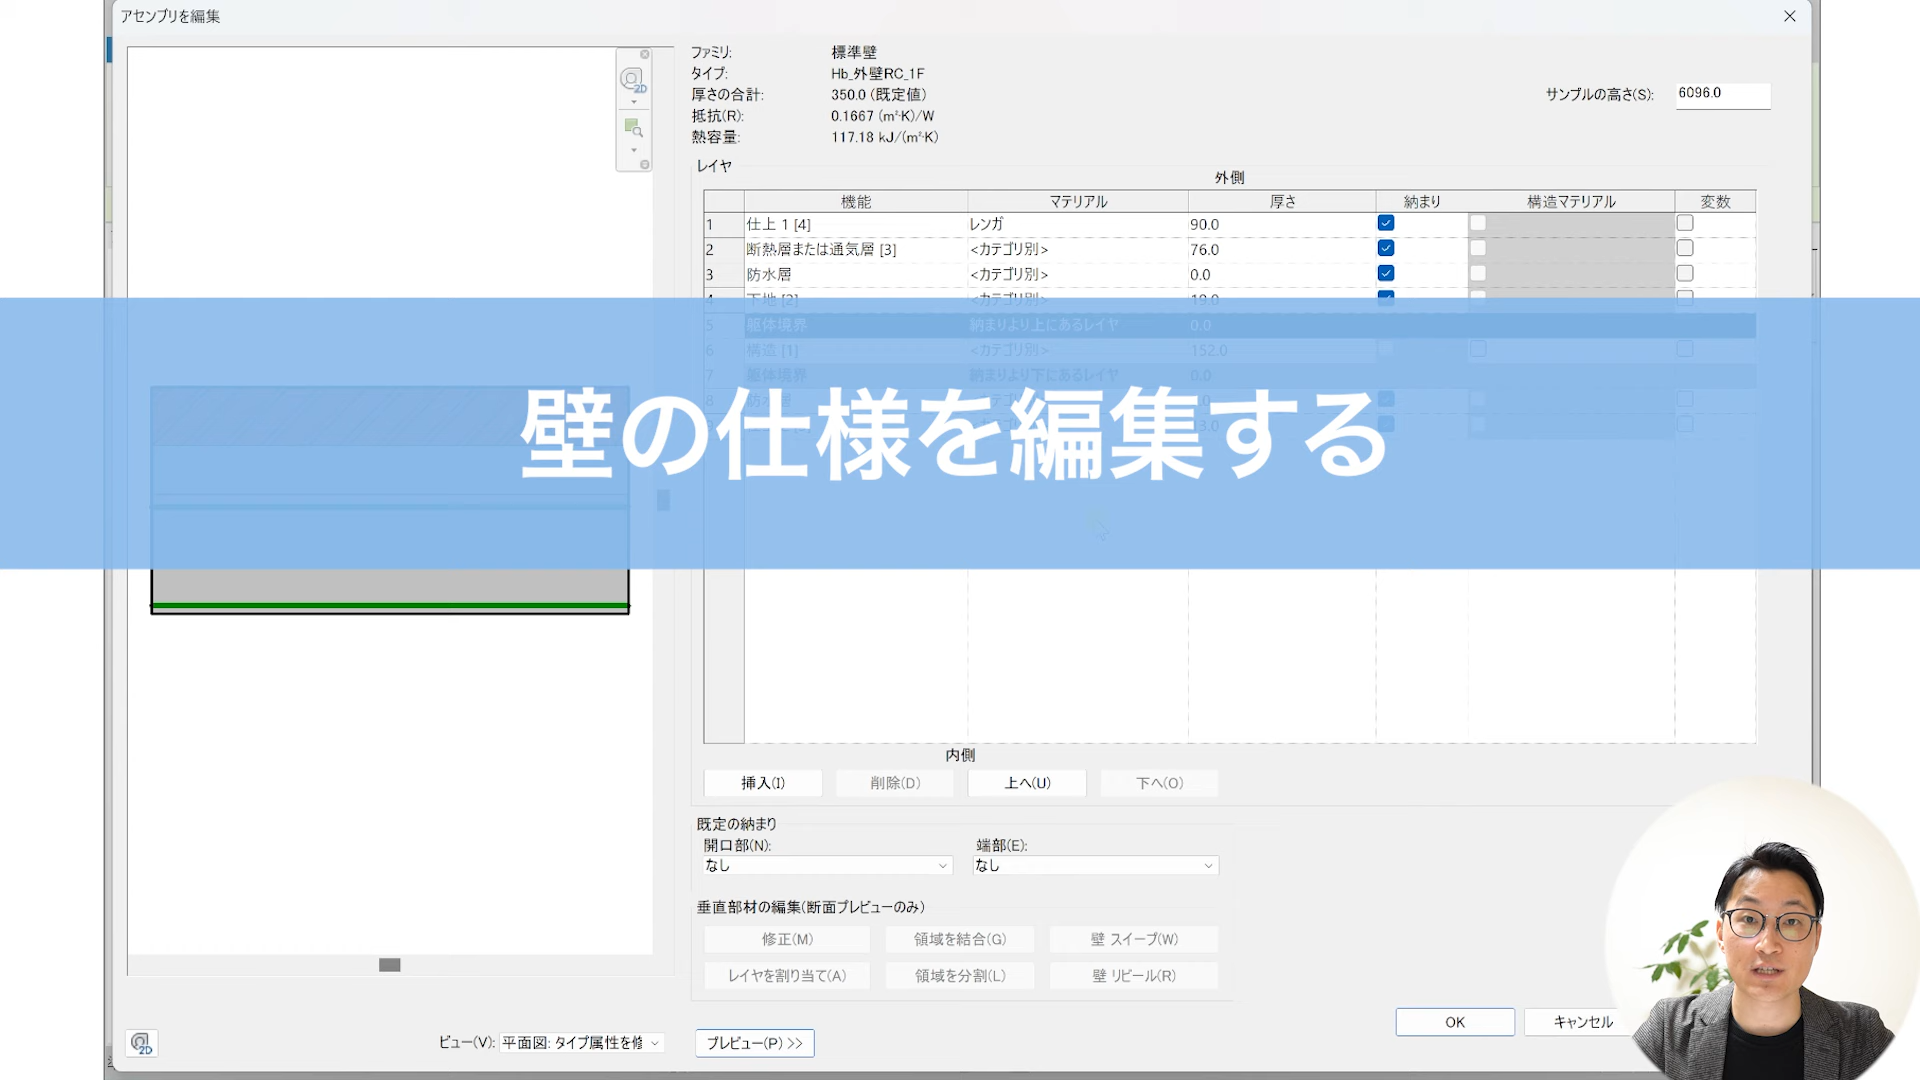 アセンブリを編集
ファミリ: 標準壁
タイプ: Hb_外壁RC_1F
厚さの合計: 350.0 (既定値) サンプルの高さ(S): 6096.0
抵抗(R): 0.1667 (m²·K)/W
熱容量: 117.18 kJ/(m²·K)
レイヤ
外側
機能 マテリアル 厚さ 納まり 構造マテリアル 変数
1 仕上 1 [4] レンガ 90.0
2 断熱層または通気層 [3] <カテゴリ別> 76.0
3 防水層 <カテゴリ別> 0.0
4 下地 [2] <カテゴリ別> 19.0
5 躯体境界 納まりより上にあるレイヤ 0.0
6 構造 [1] <カテゴリ別> 152.0
7 躯体境界 納まりより下にあるレイヤ 0.0
8
壁の仕様を編集する
内側
挿入(I) 削除(D) 上へ(U) 下へ(O)
既定の納まり
開口部(N): 端部(E):
なし なし
垂直部材の編集(断面プレビューのみ)
修正(M) 領域を結合(G) 壁 スイープ(W)
レイヤを割り当て(A) 領域を分割(L) 壁 リビール(R)
OK キャンセル
2D
2D ビュー(V): 平面図: タイプ属性を修 プレビュー(P) >>